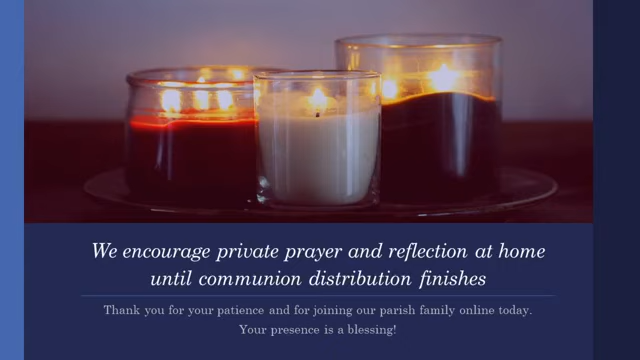 We encourage private prayer and reflection at home
until communion distribution finishes
Thank you for your patience and for joining our parish family online today.
Your presence is a blessing!